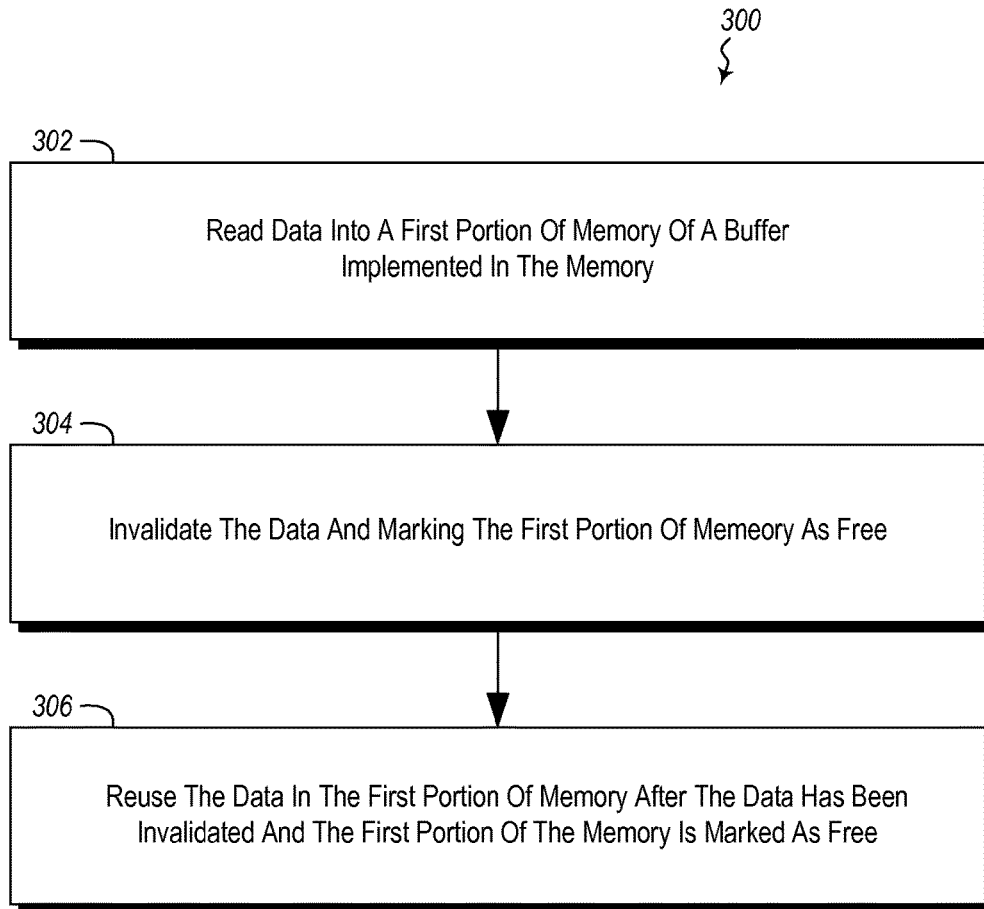 300
302
Read Data Into A First Portion Of Memory Of A Buffer
Implemented In The Memory
304
Invalidate The Data And Marking The First Portion Of Memeory As Free
306
Reuse The Data In The First Portion Of Memory After The Data Has Been
Invalidated And The First Portion Of The Memory Is Marked As Free